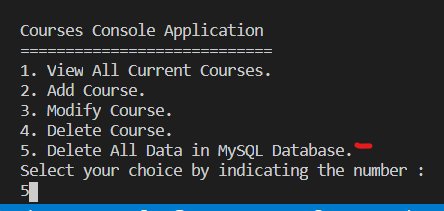 Courses Console Application
===========================
1. View All Current Courses.
2. Add Course.
3. Modify Course.
4. Delete Course.
5. Delete All Data in MySQL Database.
Select your choice by indicating the number :
5